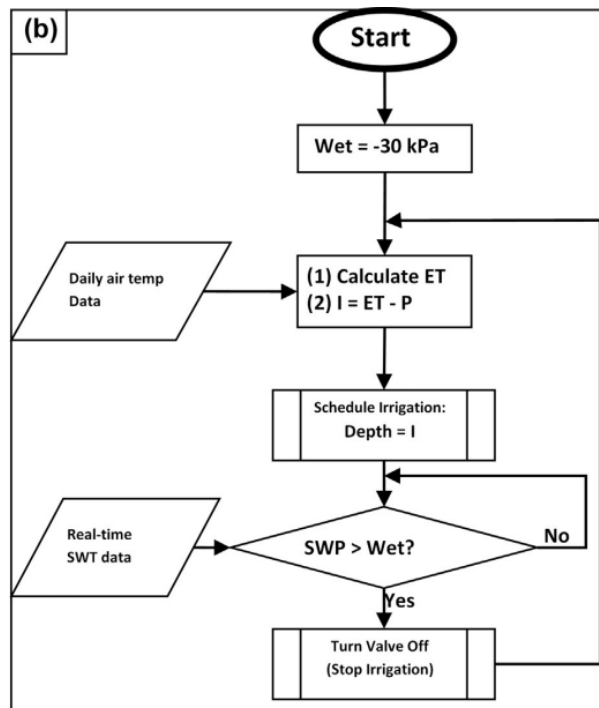 (b)
Start
Wet = -30 kPa
Daily air temp
Data
(1) Calculate ET
(2) I = ET - P
Schedule Irrigation:
Depth = I
Real-time
SWT data
SWP > Wet?
No
Yes
Turn Valve Off
(Stop Irrigation)